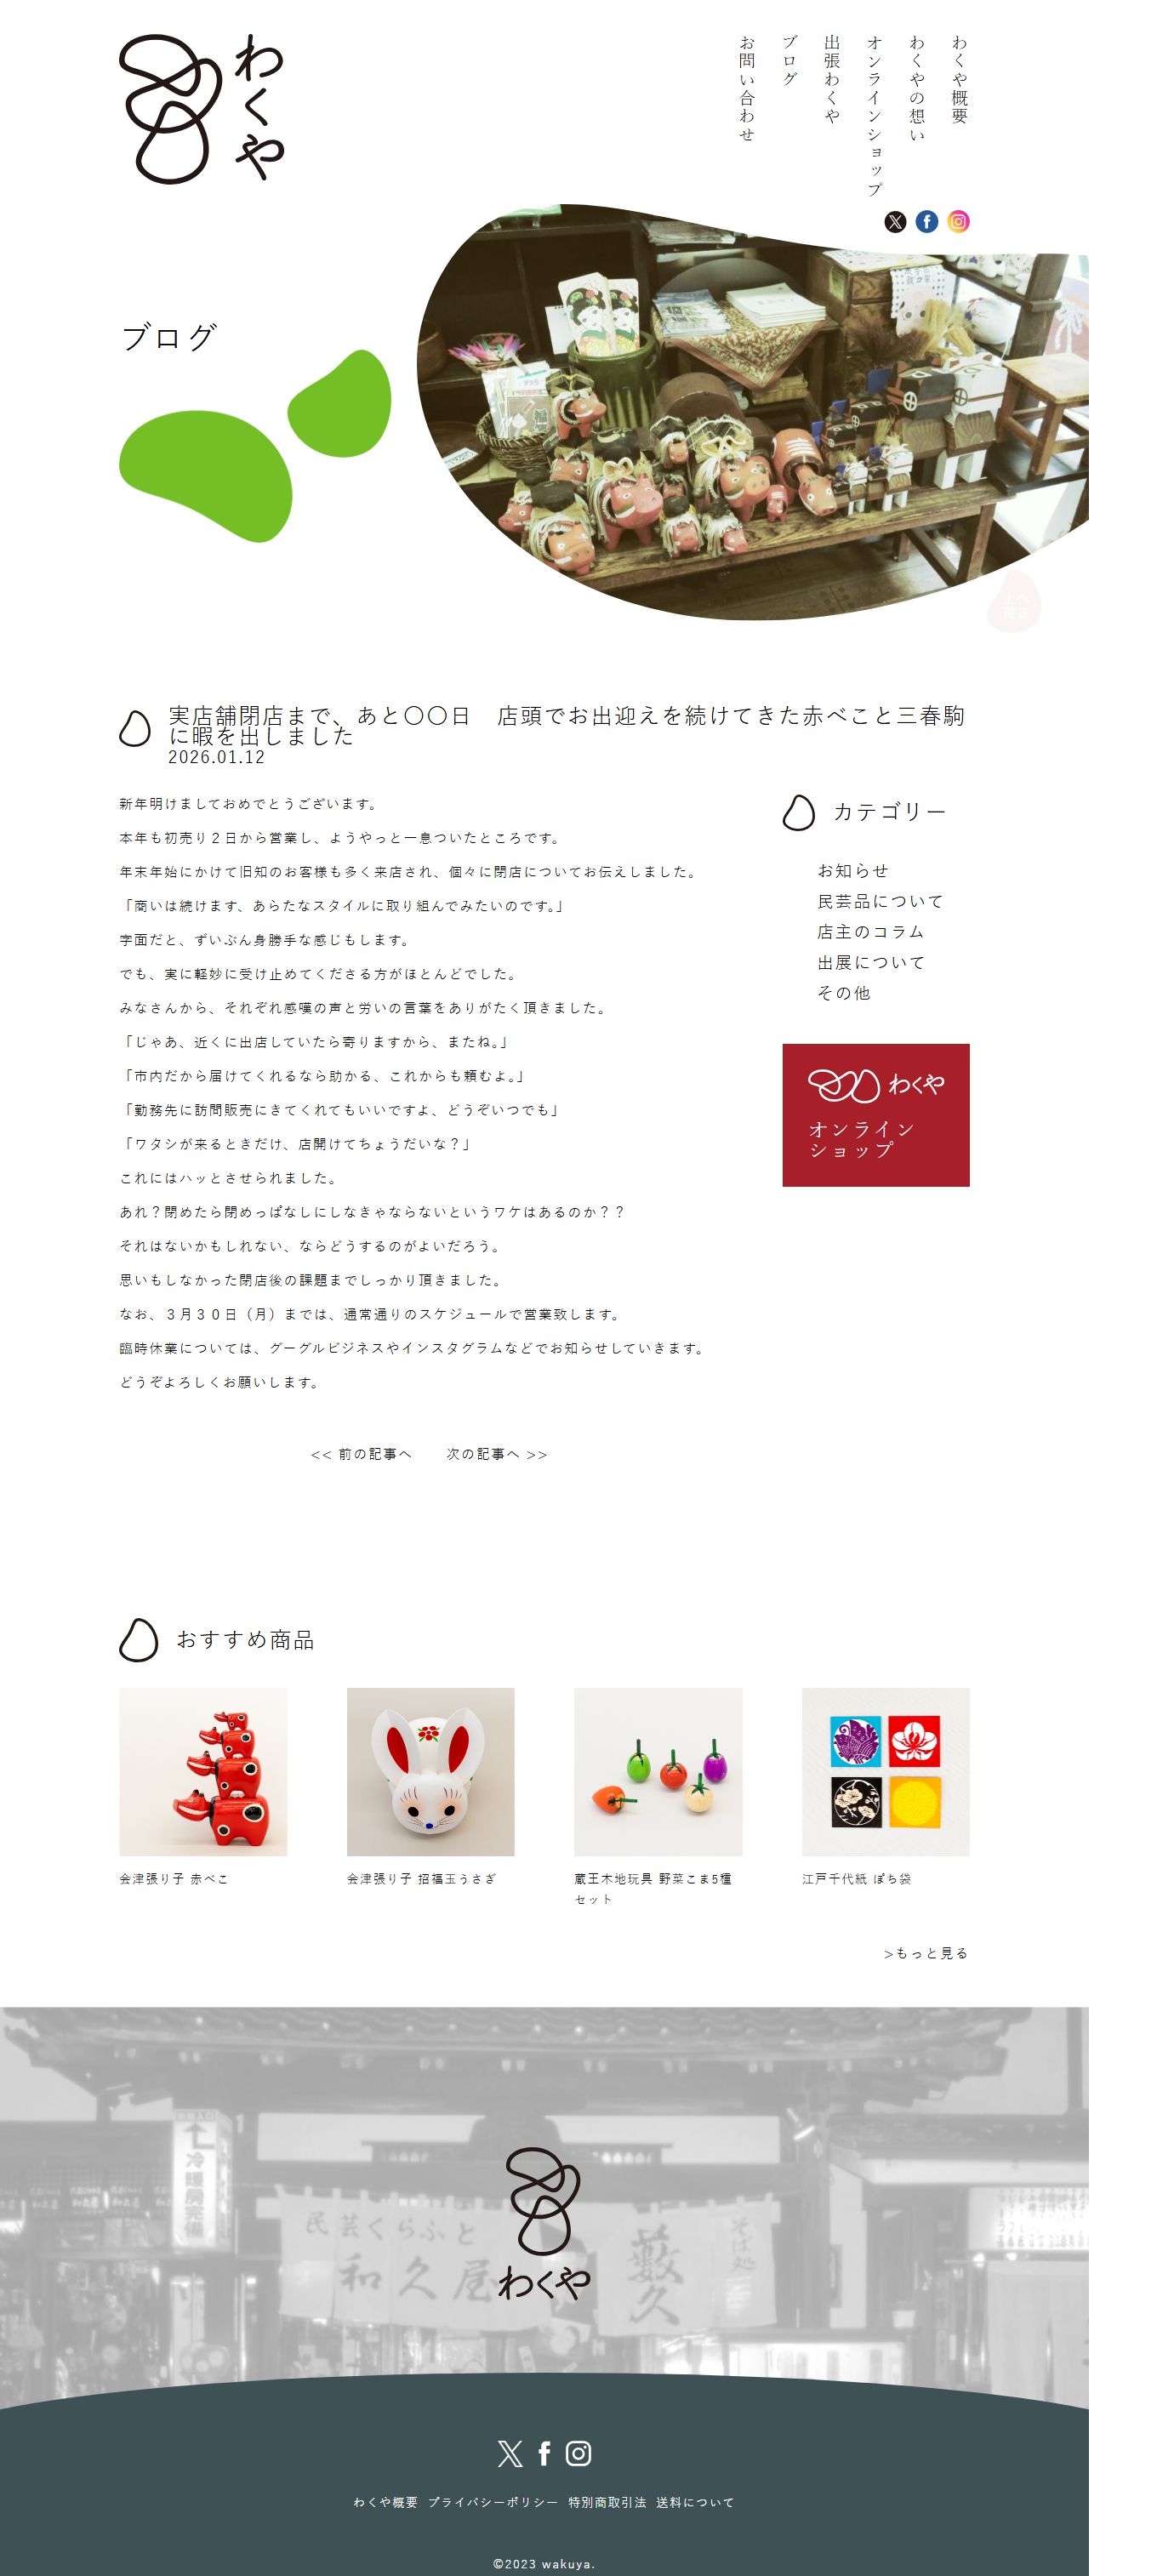 わくや
わくや概要
わくやの想い
オンラインショップ
出張わくや
ブログ
お問い合わせ
ブログ
上へ
戻る
実店舗閉店まで、あと〇〇日　店頭でお出迎えを続けてきた赤べこと三春駒
に暇を出しました
2026.01.12
新年明けましておめでとうございます。
本年も初売り２日から営業し、ようやっと一息ついたところです。
年末年始にかけて旧知のお客様も多く来店され、個々に閉店についてお伝えしました。
「商いは続けます、あらたなスタイルに取り組んでみたいのです。」
字面だと、ずいぶん身勝手な感じもします。
でも、実に軽妙に受け止めてくださる方がほとんどでした。
みなさんから、それぞれ感嘆の声と労いの言葉をありがたく頂きました。
「じゃあ、近くに出店していたら寄りますから、またね。」
「市内だから届けてくれるなら助かる、これからも頼むよ。」
「勤務先に訪問販売にきてくれてもいいですよ、どうぞいつでも」
「ワタシが来るときだけ、店開けてちょうだいな？」
これにはハッとさせられました。
あれ？閉めたら閉めっぱなしにしなきゃならないというワケはあるのか？？
それはないかもしれない、ならどうするのがよいだろう。
思いもしなかった閉店後の課題までしっかり頂きました。
なお、３月３０日（月）までは、通常通りのスケジュールで営業致します。
臨時休業については、グーグルビジネスやインスタグラムなどでお知らせしていきます。
どうぞよろしくお願いします。
<< 前の記事へ　次の記事へ >>
カテゴリー
お知らせ
民芸品について
店主のコラム
出展について
その他
わくや
オンライン
ショップ
おすすめ商品
会津張り子 赤べこ
会津張り子 招福玉うさぎ
蔵王木地玩具 野菜こま5種
セット
江戸千代紙 ぽち袋
>もっと見る
冷暖房完備
民芸くらふと
和久屋
そば処
藪久
わくや
わくや概要 プライバシーポリシー 特別商取引法 送料について
©2023 wakuya.